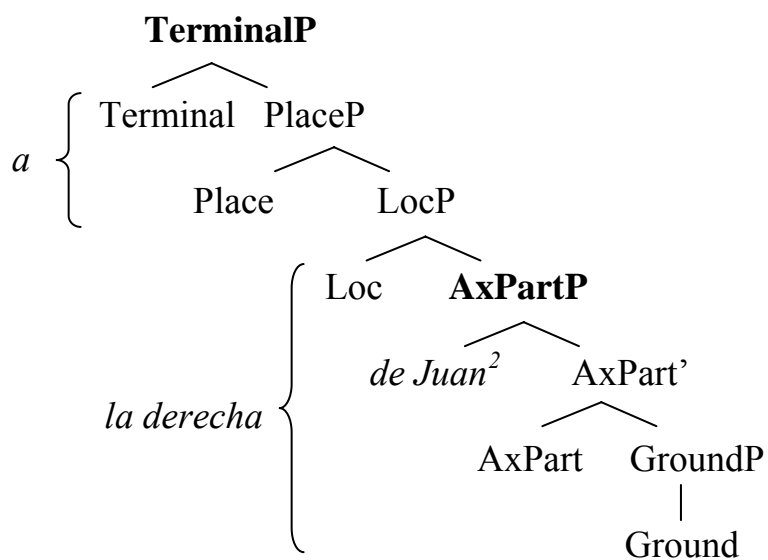 TerminalP
Terminal PlaceP
a
Place LocP
Loc AxPartP
de Juan² AxPart’
la derecha
AxPart GroundP
Ground